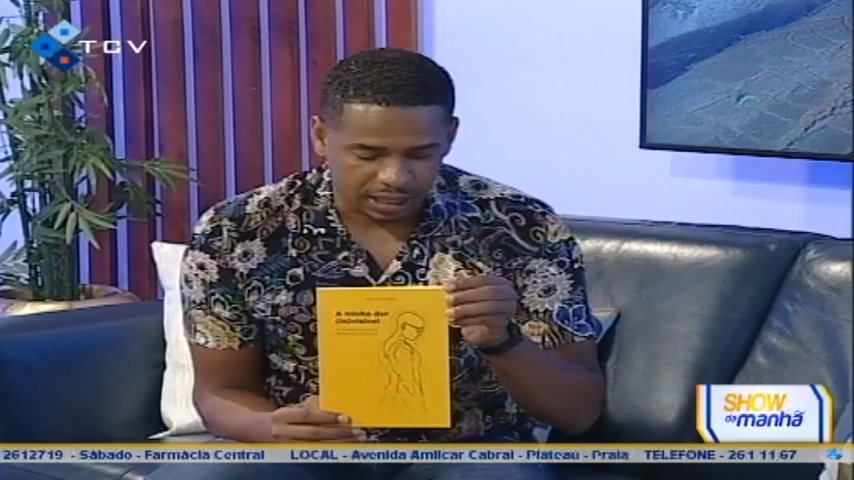 TCV
A minha dor
(in)visível
SHOW
da manhã
2612719 - Sábado - Farmácia Central LOCAL - Avenida Amilcar Cabral - Plateau - Praia TELEFONE - 261 11 67